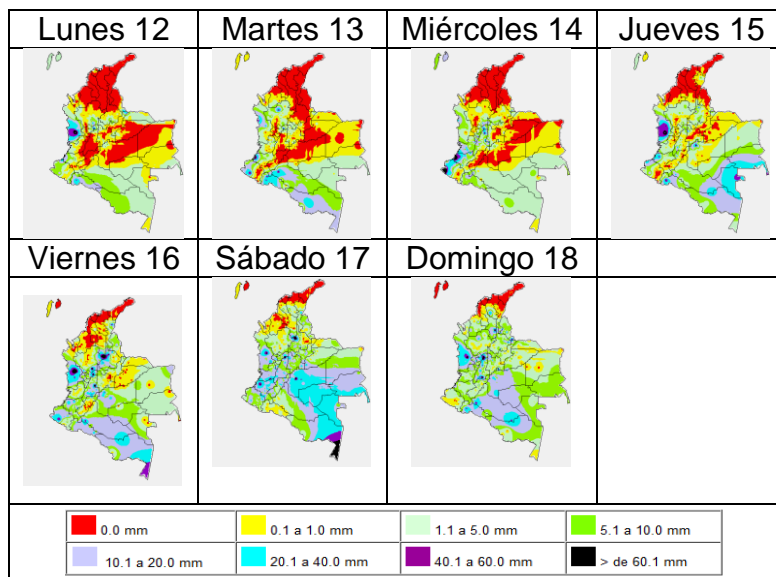 Lunes 12 Martes 13 Miércoles 14 Jueves 15
Viernes 16 Sábado 17 Domingo 18
0.0 mm 0.1 a 1.0 mm 1.1 a 5.0 mm 5.1 a 10.0 mm
10.1 a 20.0 mm 20.1 a 40.0 mm 40.1 a 60.0 mm > de 60.1 mm